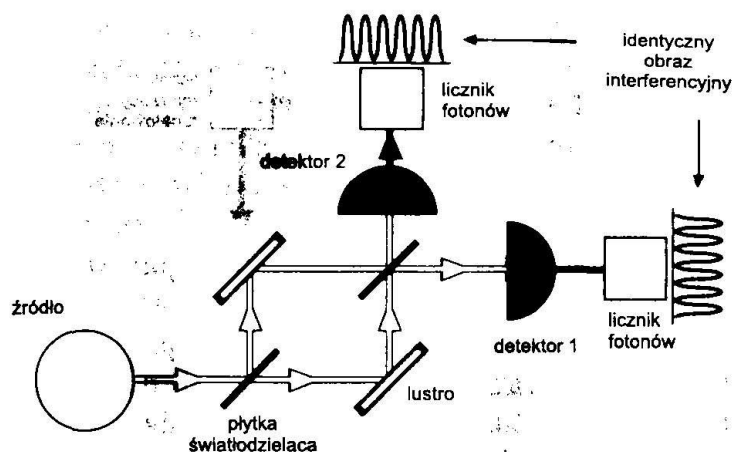 identyczny
obraz
interferencyjny
licznik
fotonów
detektor 2
źródło
licznik
fotonów
detektor 1
lustro
płytka
światłodzielaca